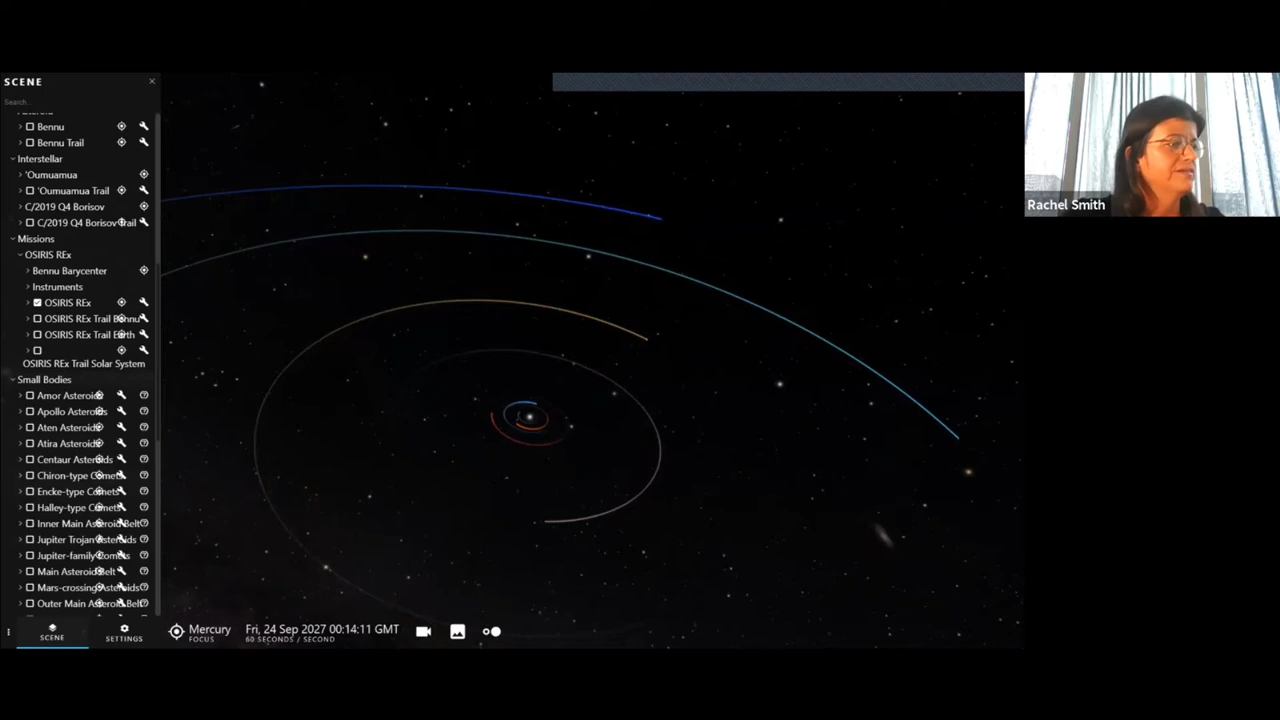 SCENE
Search...
Bennu
Bennu Trail
Interstellar
'Oumuamua
'Oumuamua Trail
C/2019 Q4 Borisov
C/2019 Q4 Borisov Trail
Missions
OSIRIS REx
Bennu Barycenter
Instruments
OSIRIS REx
OSIRIS REx Trail Bennu
OSIRIS REx Trail Earth
OSIRIS REx Trail Solar System
Small Bodies
Amor Asteroids
Apollo Asteroids
Aten Asteroids
Atira Asteroids
Centaur Asteroids
Chiron-type Comets
Encke-type Comets
Halley-type Comets
Inner Main Asteroid Belt
Jupiter Trojan Asteroids
Jupiter-family Comets
Main Asteroid Belt
Mars-crossing Asteroids
Outer Main Asteroid Belt
SCENE
SETTINGS
Mercury
FOCUS
Fri, 24 Sep 2027 00:14:11 GMT
60 SECONDS / SECOND
Rachel Smith